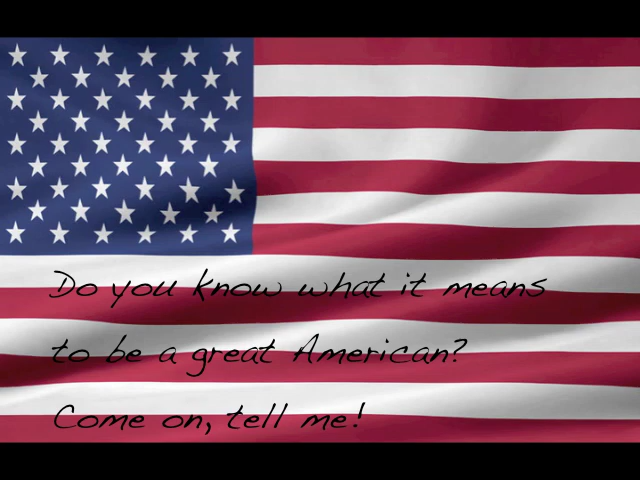 Do you know what it means
to be a great American?
Come on, tell me!